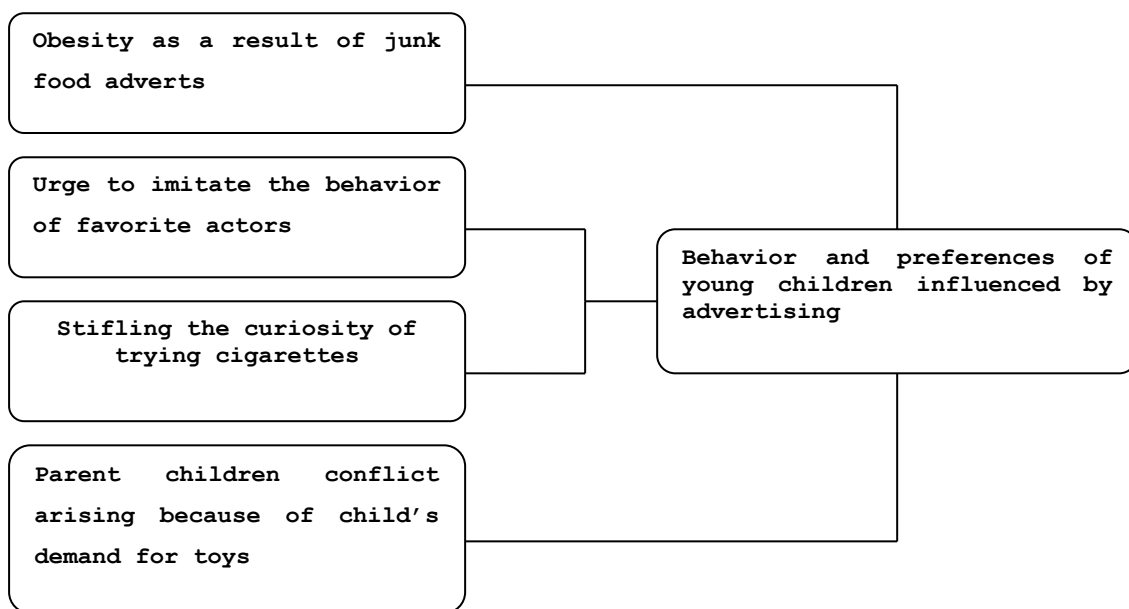 Obesity as a result of junk
food adverts
Urge to imitate the behavior
of favorite actors
Stifling the curiosity of
trying cigarettes
Parent children conflict
arising because of child’s
demand for toys
Behavior and preferences of
young children influenced by
advertising